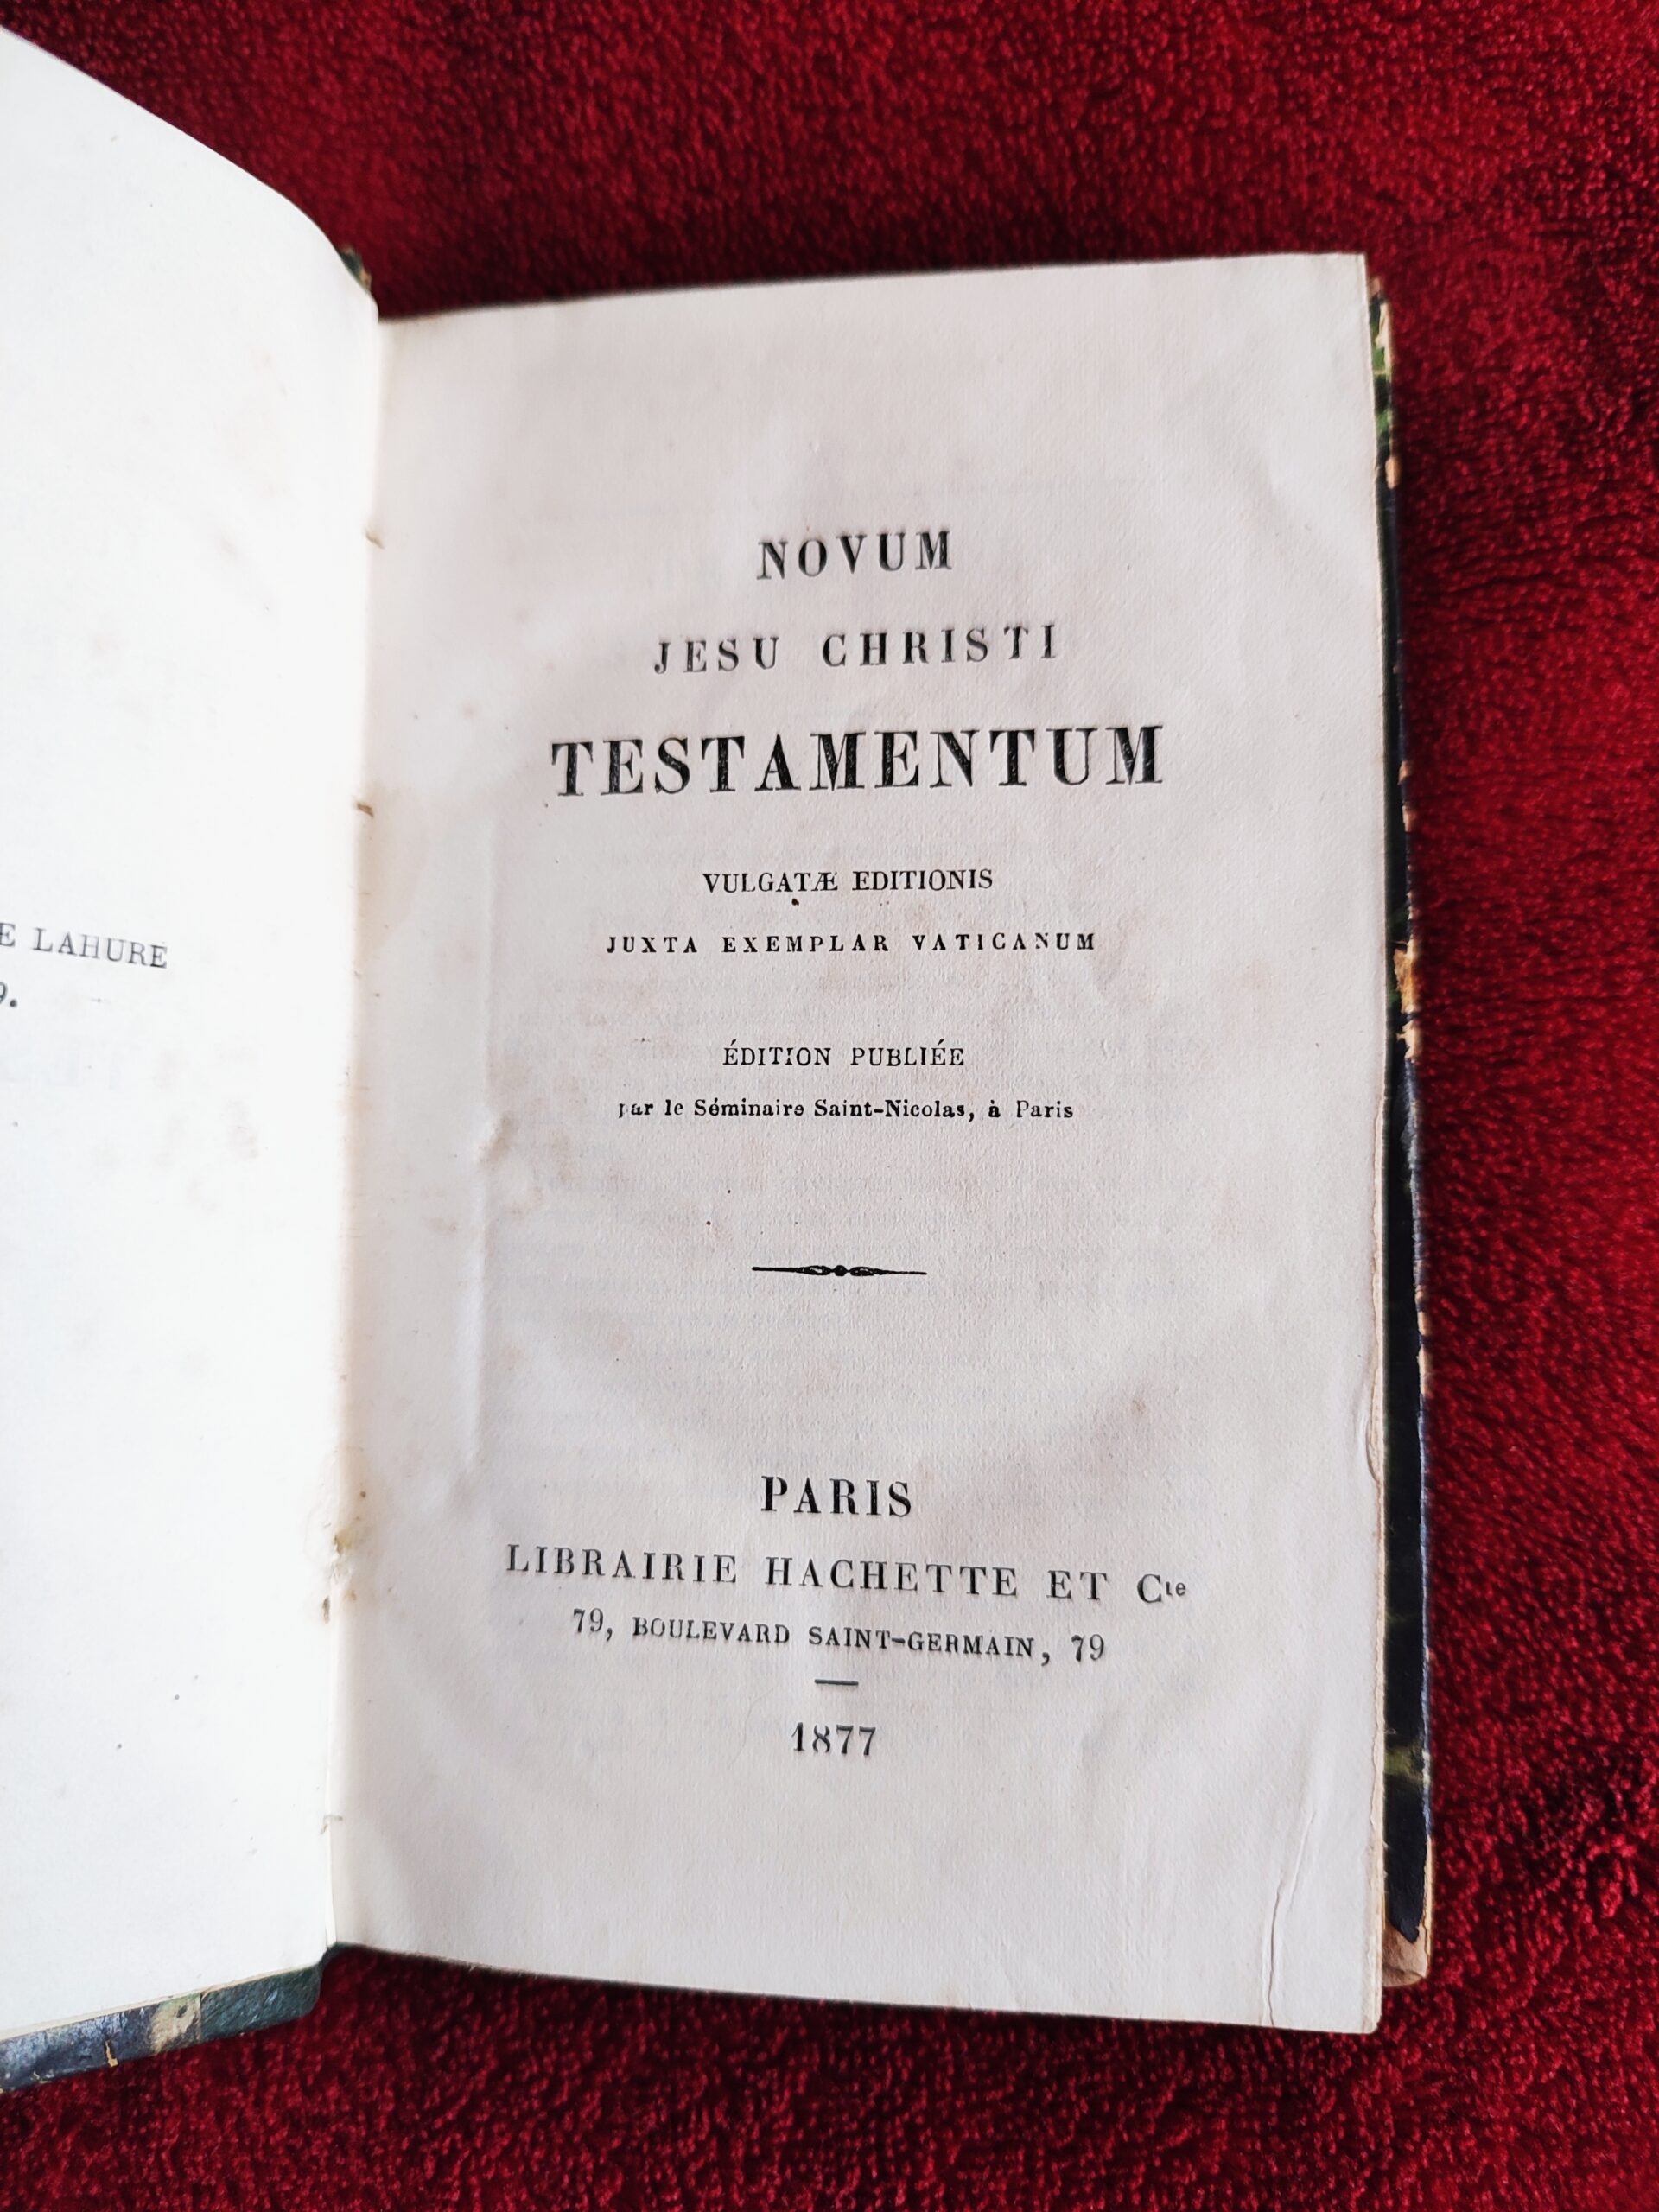 E LAHURE
9.
NOVUM
JESU CHRISTI
TESTAMENTUM
VULGATÆ EDITIONIS
JUXTA EXEMPLAR VATICANUM
ÉDITION PUBLIÉE
par le Séminaire Saint-Nicolas, à Paris
PARIS
LIBRAIRIE HACHETTE ET Cie
79, BOULEVARD SAINT-GERMAIN, 79
1877